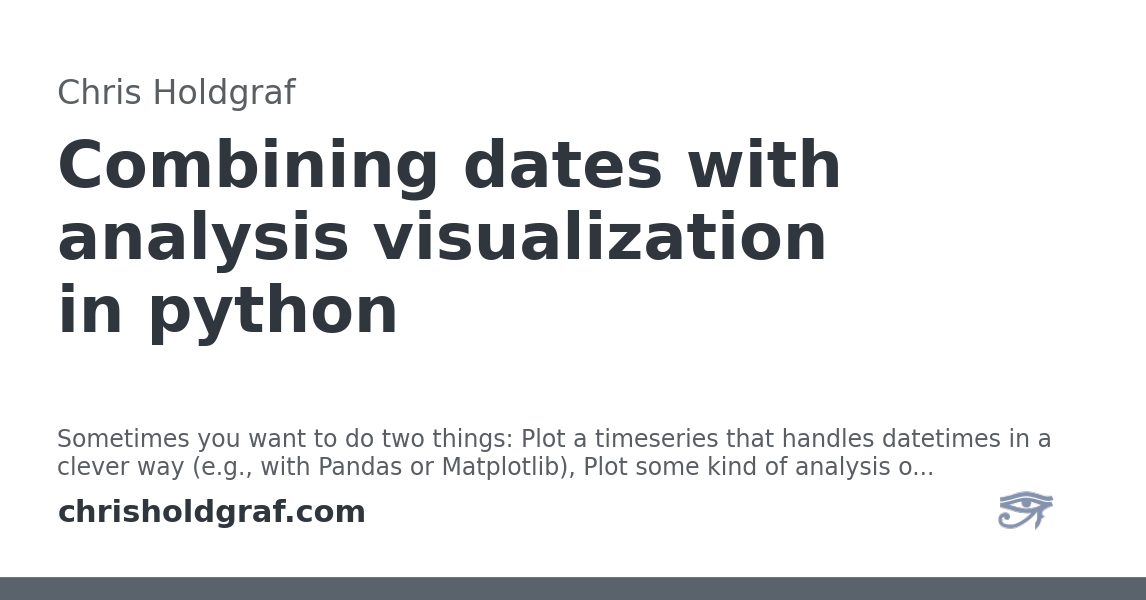 Chris Holdgraf
Combining dates with
analysis visualization
in python
Sometimes you want to do two things: Plot a timeseries that handles datetimes in a
clever way (e.g., with Pandas or Matplotlib), Plot some kind of analysis o...
chrisholdgraf.com